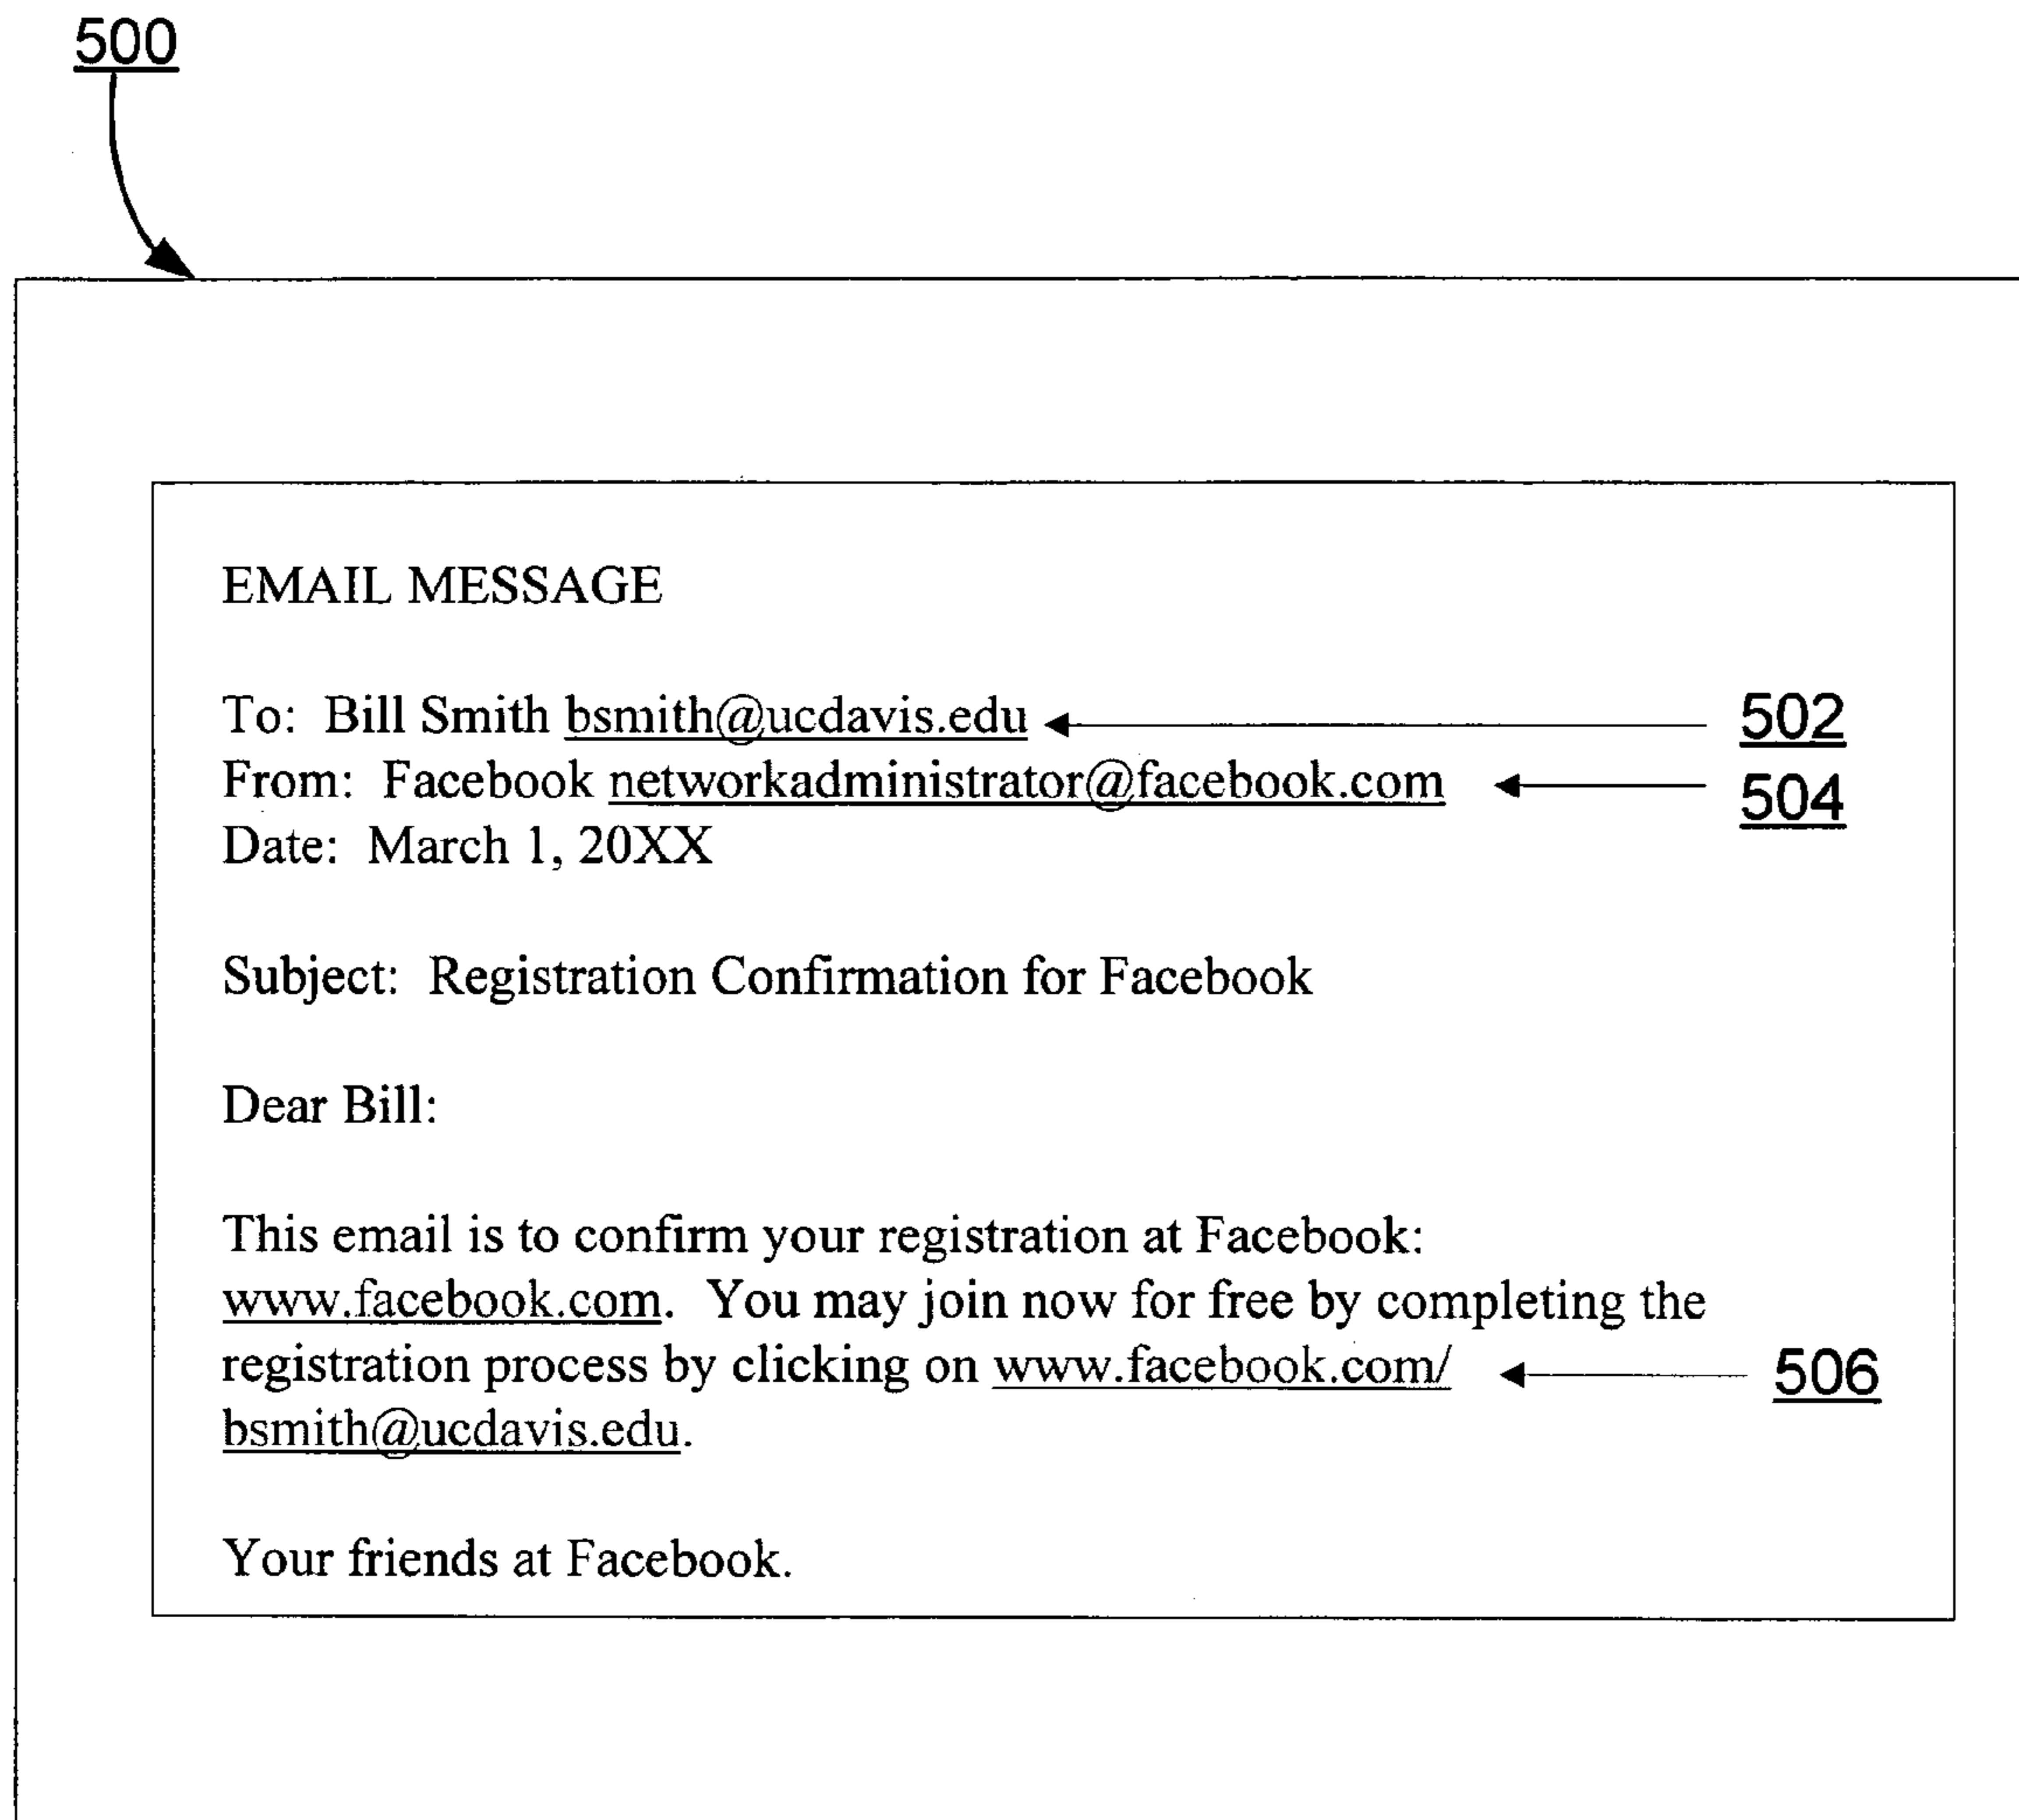 500
EMAIL MESSAGE
To: Bill Smith bsmith@ucdavis.edu 502
From: Facebook networkadministrator@facebook.com 504
Date: March 1, 20XX
Subject: Registration Confirmation for Facebook
Dear Bill:
This email is to confirm your registration at Facebook:
www.facebook.com. You may join now for free by completing the
registration process by clicking on www.facebook.com/ 506
bsmith@ucdavis.edu.
Your friends at Facebook.